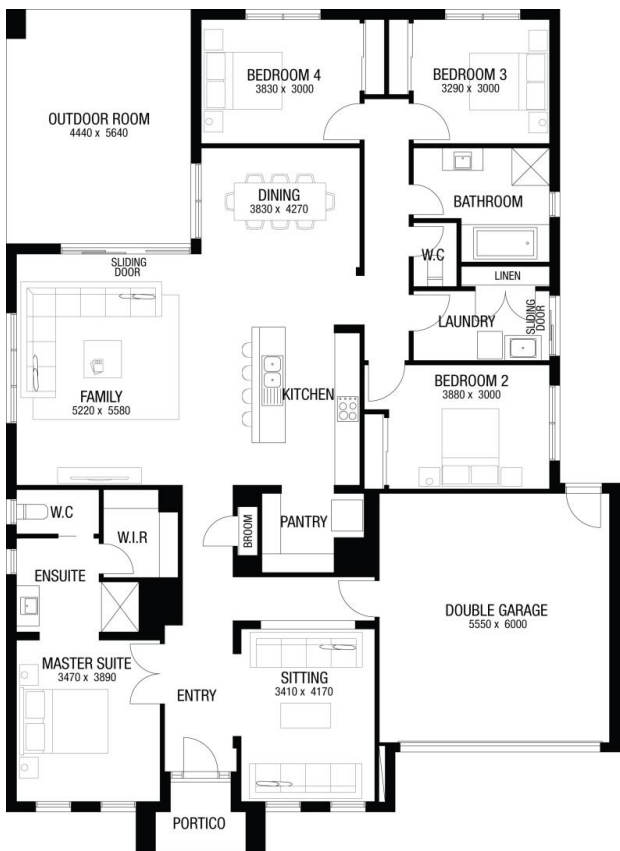 BEDROOM 4
3830 x 3000
BEDROOM 3
3290 x 3000
OUTDOOR ROOM
4440 x 5640
DINING
3830 x 4270
BATHROOM
W.C
SLIDING
DOOR
LINEN
LAUNDRY
SLIDING
DOOR
FAMILY
5220 x 5580
KITCHEN
BEDROOM 2
3880 x 3000
W.C
W.I.R
BROOM
PANTRY
ENSUITE
DOUBLE GARAGE
5550 x 6000
MASTER SUITE
3470 x 3890
ENTRY
SITTING
3410 x 4170
PORTICO